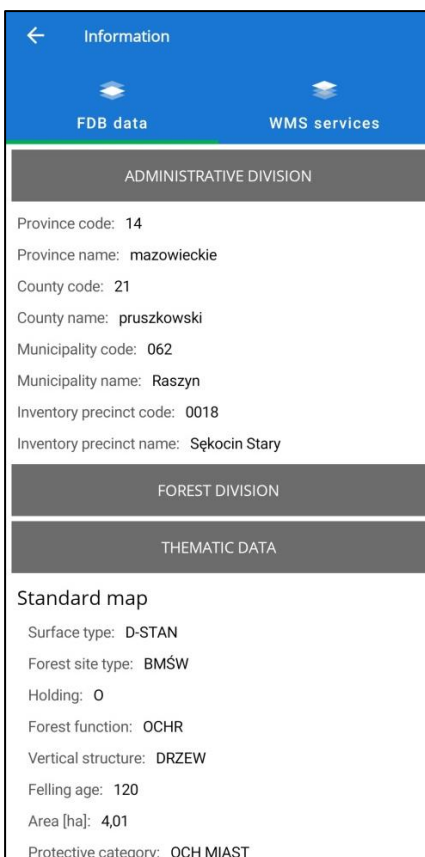 Information
FDB data
WMS services
ADMINISTRATIVE DIVISION
Province code: 14
Province name: mazowieckie
County code: 21
County name: pruszkowski
Municipality code: 062
Municipality name: Raszyn
Inventory precinct code: 0018
Inventory precinct name: Sękocin Stary
FOREST DIVISION
THEMATIC DATA
Standard map
Surface type: D-STAN
Forest site type: BMŚW
Holding: O
Forest function: OCHR
Vertical structure: DRZEW
Felling age: 120
Area [ha]: 4,01
Protective category: OCH MIAST